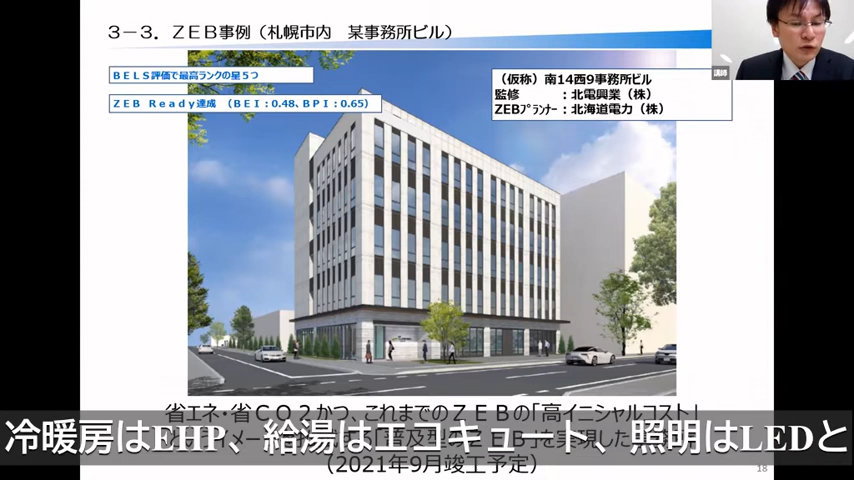 3－3．ＺＥＢ事例（札幌市内　某事務所ビル）
講師
ＢＥＬＳ評価で最高ランクの星５つ
ＺＥＢ　Ｒｅａｄｙ達成　（ＢＥＩ：0.48、ＢＰＩ：0.65）
（仮称）南14西9事務所ビル
監修　　　：北電興業（株）
ZEBﾌﾟﾗﾝﾅｰ：北海道電力（株）
省エネ・省ＣＯ２かつ、これまでのＺＥＢの「高イニシャルコスト」
冷暖房はEHP、給湯はエコキュート、照明はLEDと
（2021年9月竣工予定）
18